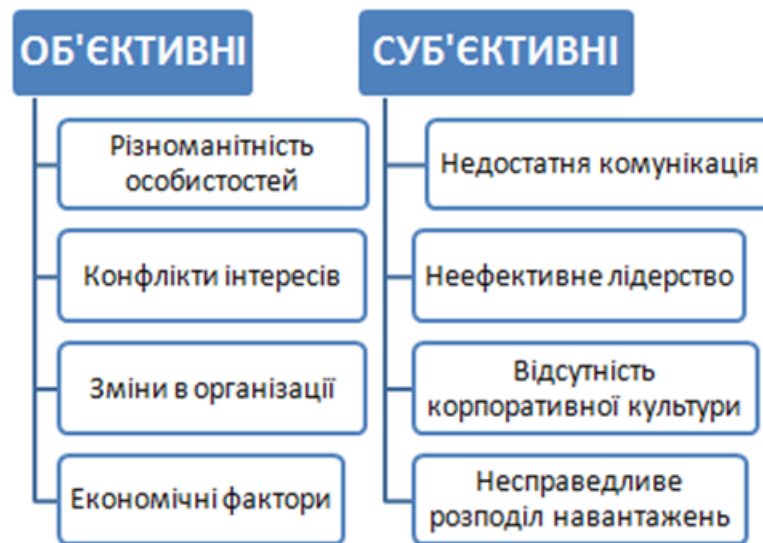 ОБ'ЄКТИВНІ
Різноманітність
особистостей
Конфлікти інтересів
Зміни в організації
Економічні фактори
СУБ'ЄКТИВНІ
Недостатня комунікація
Неефективне лідерство
Відсутність
корпоративної культури
Несправедливе
розподіл навантажень